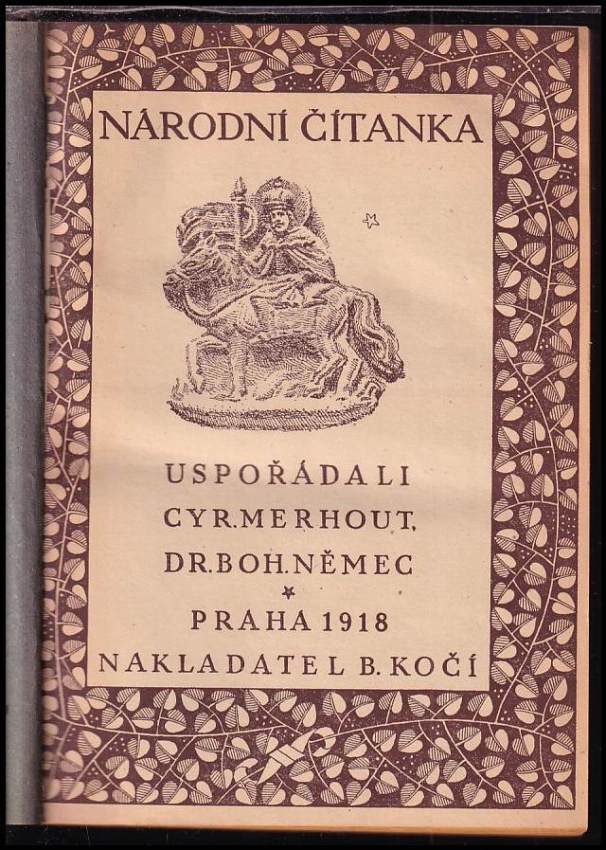 NÁRODNÍ ČÍTANKA
USPOŘÁDALI
CYR. MERHOUT,
DR. BOH. NĚMEC
PRAHA 1918
NAKLADATEL B. KOČÍ